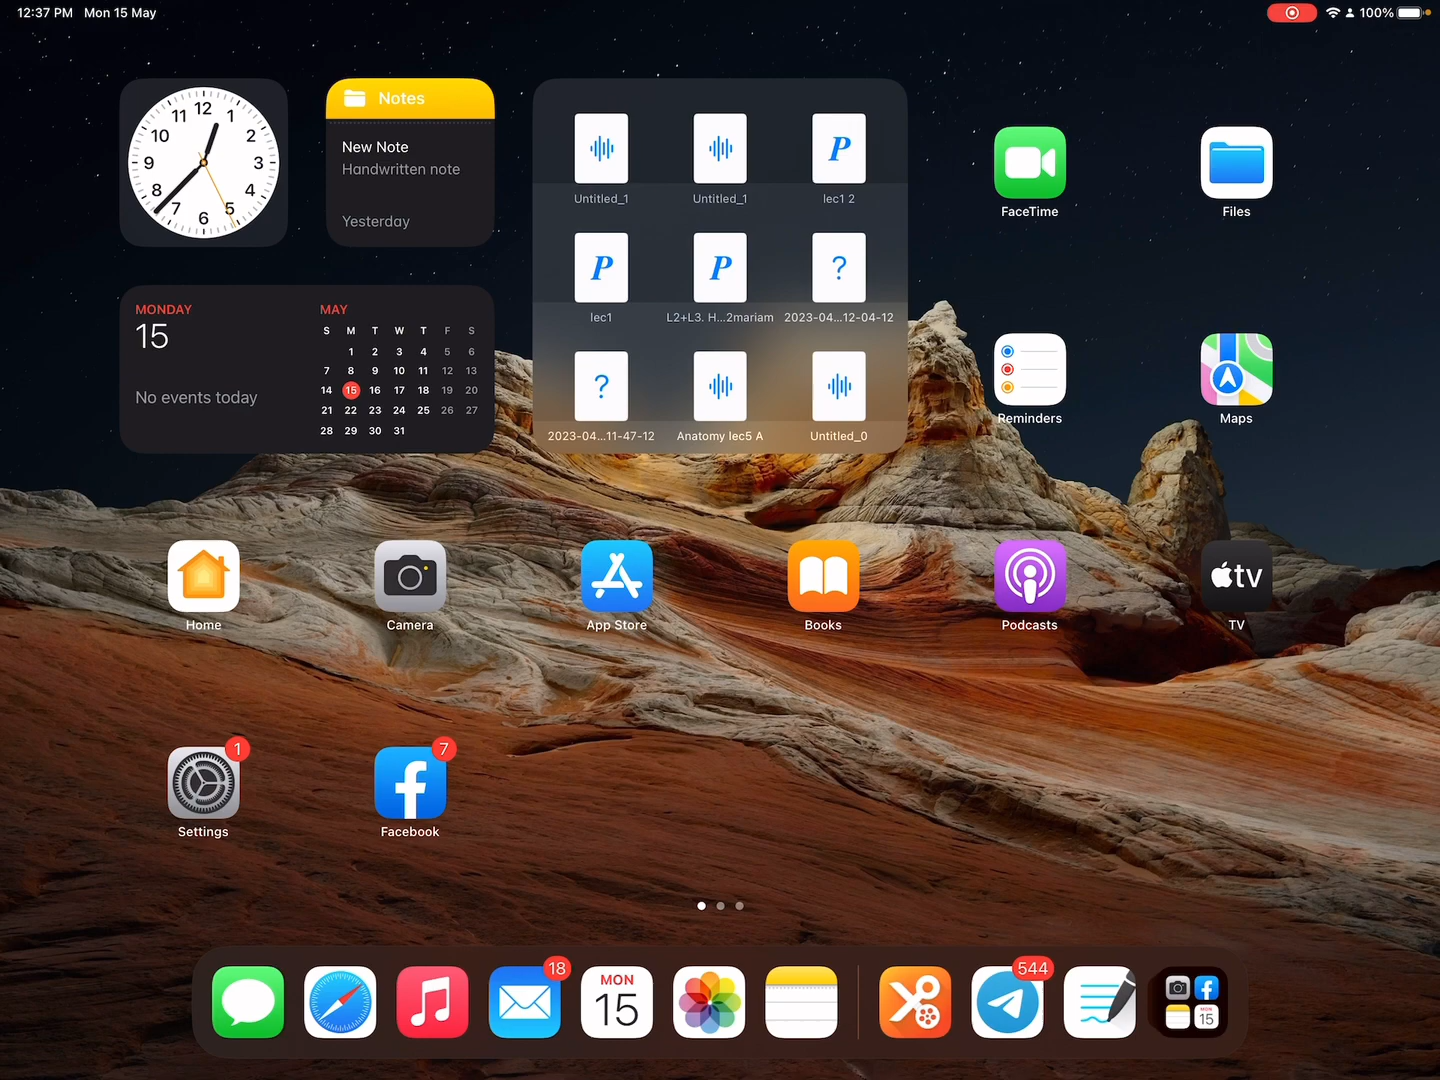 12:37 PM Mon 15 May
100%
12
1
2
3
4
5
6
7
8
9
10
11
Notes
New Note
Handwritten note
Yesterday
Untitled_1
Untitled_1
lec1 2
lec1
L2+L3. H...2mariam
2023-04...12-04-12
2023-04...11-47-12
Anatomy lec5 A
Untitled_0
MONDAY
15
No events today
MAY
S M T W T F S
1 2 3 4 5 6
7 8 9 10 11 12 13
14 15 16 17 18 19 20
21 22 23 24 25 26 27
28 29 30 31
FaceTime
Files
Reminders
Maps
Home
Camera
App Store
Books
Podcasts
tv
TV
1
Settings
7
Facebook
18
MON
15
544
MON
15